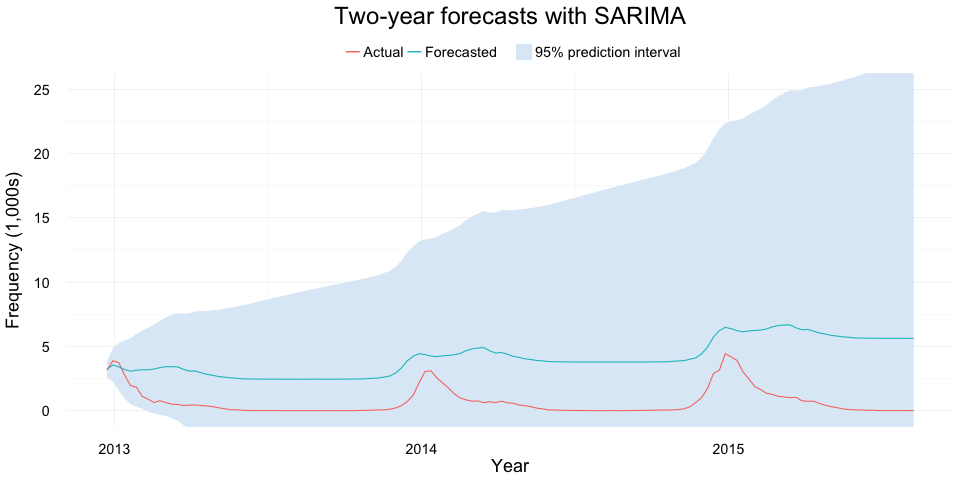 Two-year forecasts with SARIMA
Actual Forecasted 95% prediction interval
Frequency (1,000s)
25
20
15
10
5
0
2013 2014 2015
Year